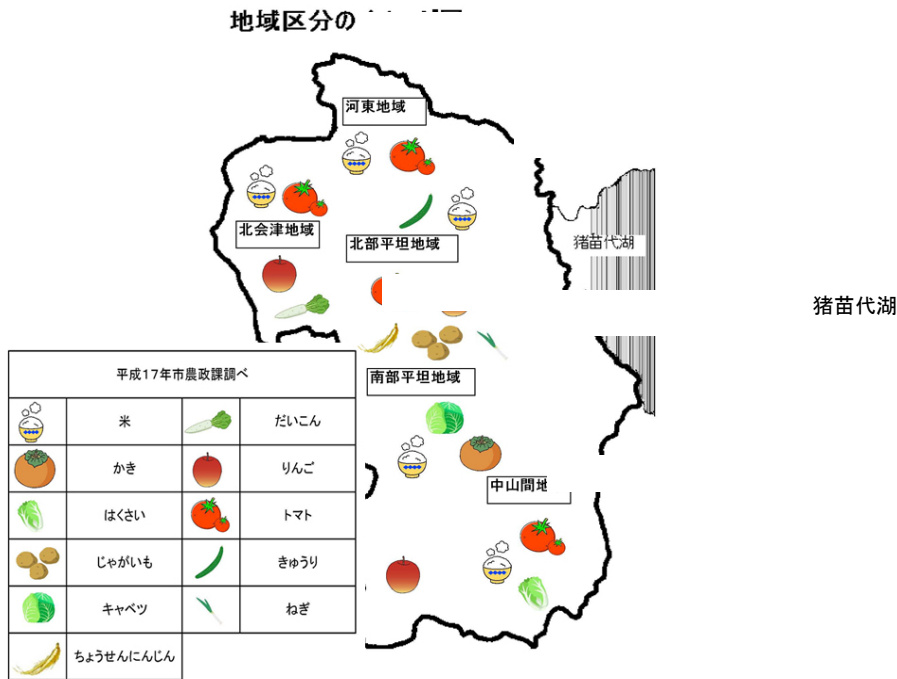 地域区分の
河東地域
北会津地域
北部平坦地域
猪苗代湖
猪苗代湖
南部平坦地域
中山間地
平成17年市農政課調べ
米
だいこん
かき
りんご
はくさい
トマト
じゃがいも
きゅうり
キャベツ
ねぎ
ちょうせんにんじん